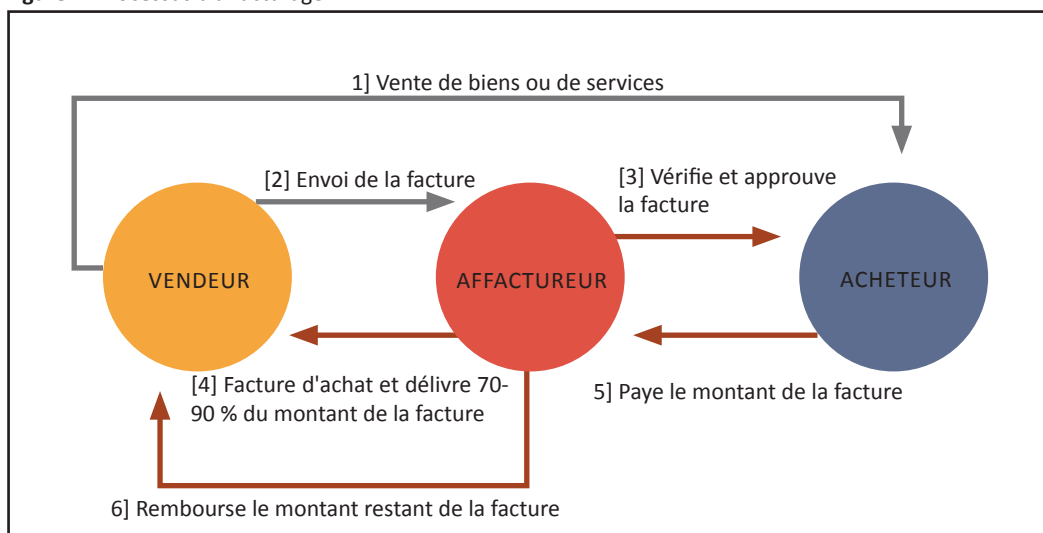 1] Vente de biens ou de services
[2] Envoi de la facture
[3] Vérifie et approuve
la facture
VENDEUR
AFFACTUREUR
ACHETEUR
[4] Facture d'achat et délivre 70-
90 % du montant de la facture
5] Paye le montant de la facture
6] Rembourse le montant restant de la facture